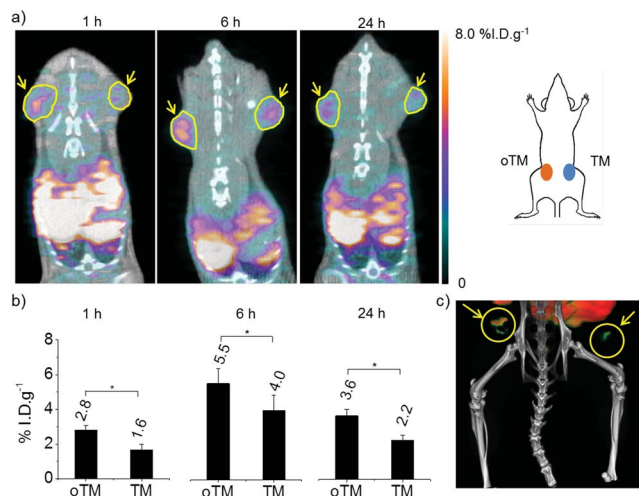 a)
1 h
6 h
24 h
8.0 %I.D.g⁻¹
0
oTM
TM
b)
1 h
6 h
24 h
% I.D.g⁻¹
8
6
4
2
0
2.8
*
1.6
5.5
*
4.0
3.6
*
2.2
oTM
TM
oTM
TM
oTM
TM
c)